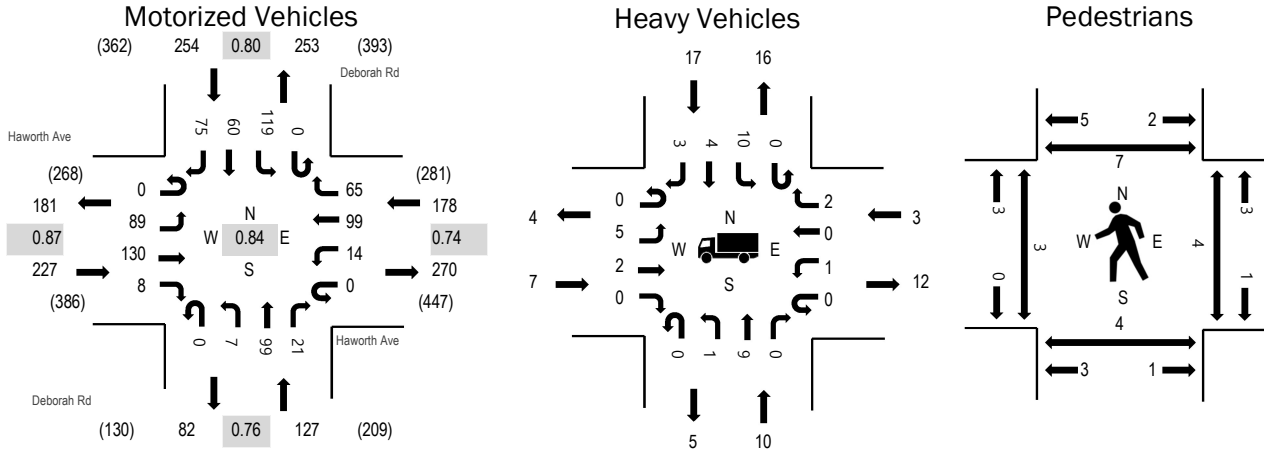 Motorized Vehicles
(362) 254 0.80 253 (393)
Deborah Rd
Haworth Ave
75 60 119 0
(268) 0 65 (281)
181 89 99 178
N
0.87 W 0.84 E 0.74
S
227 130 14 270
(386) 8 0 (447)
0 7 99 21
Haworth Ave
Deborah Rd
(130) 82 0.76 127 (209)
Heavy Vehicles
17 16
3 4 10 0
0 2
4 5 0 3
N
W E
S
7 2 1 12
0 0
0 1 9 0
5 10
Pedestrians
5 2
7
3 3
N
3 W E 4
S
0 1
4
3 1